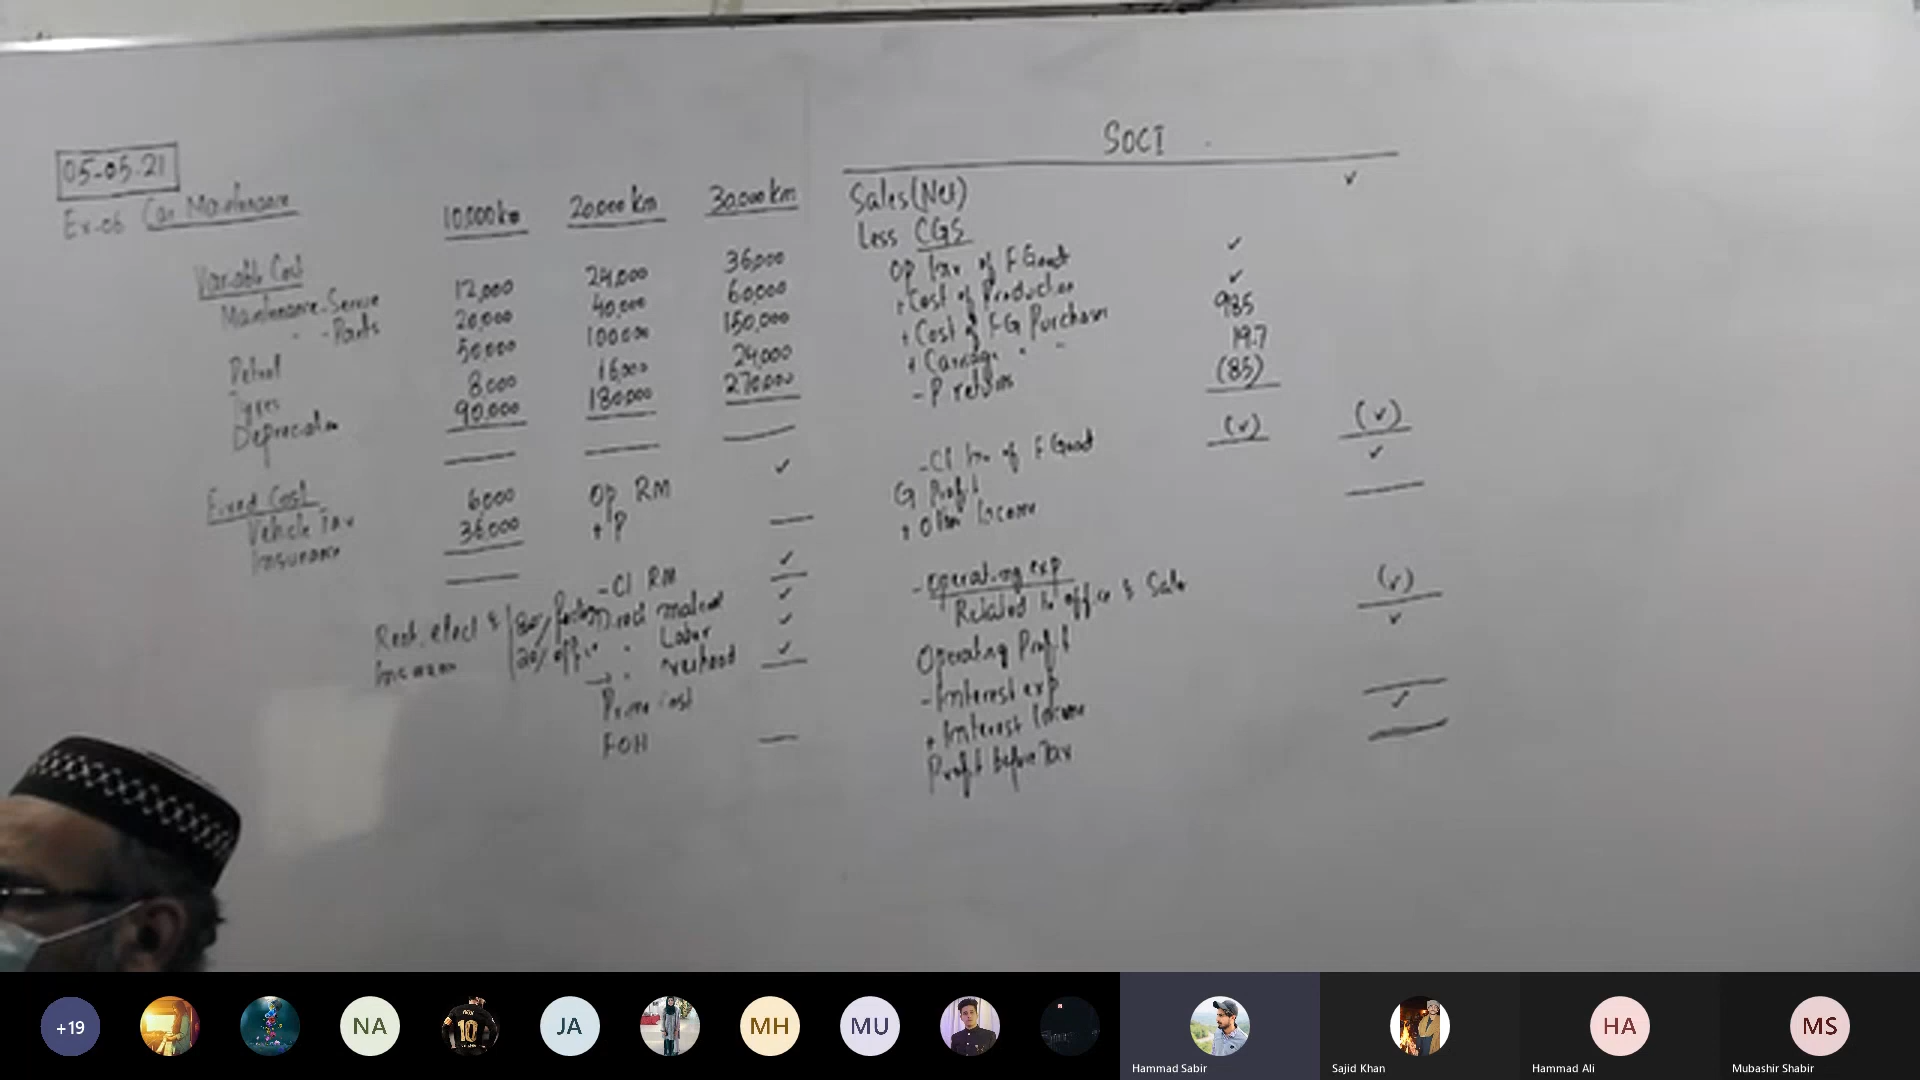 05-05-21
Ex-06 Car Maintenance
10,000 km 20,000 km 30,000 km
Variable Cost
Maintenance-Service 12,000 24,000 36,000
" -Parts 20,000 40,000 60,000
Petrol 50,000 100,000 150,000
Tyres 8,000 16,000 24,000
Depreciation 90,000 180,000 270,000
Fixed Cost
Vehicle Tax 6,000
Insurance 36,000
Op RM ✓
+ P
- Cl RM ✓
Direct material ✓
" Labor ✓
→ " overhead ✓
Prime Cost
FOH
Rent, elect &
Insurance
80% factory
20% office
SOCI
Sales (Net) ✓
Less CGS
Op Inv of F Good ✓
+ Cost of Production ✓
+ Cost of FG Purchases 985
+ Carriage " " 19.7
- P returns (85)
- Cl Inv of F Good (✓) (✓)
G Profit ✓
+ Other Income
- Operating exp
Related to office & Sale (✓)
Operating Profit ✓
- Interest exp
+ Interest Income
Profit before Tax ✓
+19
NA
10
JA
MH
MU
Hammad Sabir
Sajid Khan
HA
Hammad Ali
MS
Mubashir Shabir